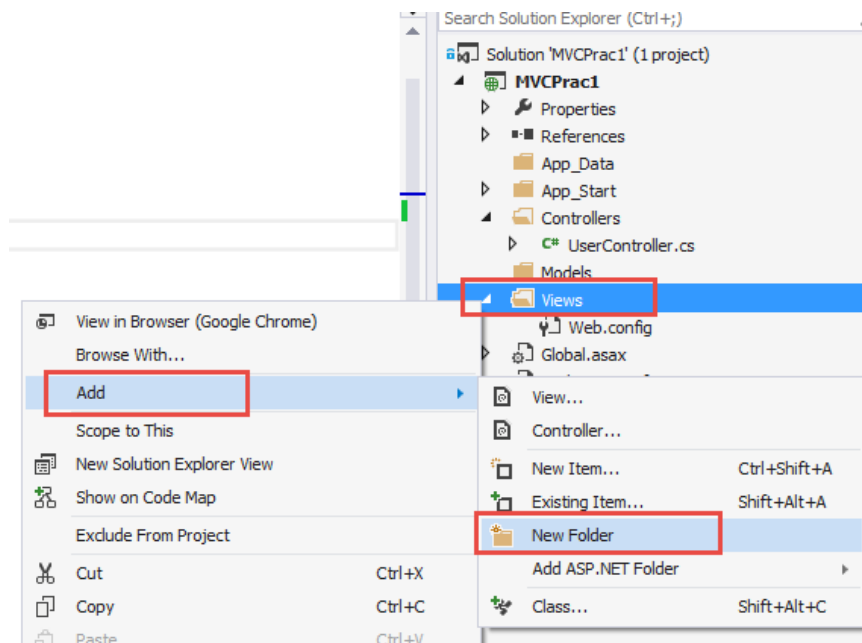 Search Solution Explorer (Ctrl+;)
Solution 'MVCPrac1' (1 project)
MVCPrac1
Properties
References
App_Data
App_Start
Controllers
C# UserController.cs
Models
Views
Web.config
Global.asax
View in Browser (Google Chrome)
Browse With...
Add
Scope to This
New Solution Explorer View
Show on Code Map
Exclude From Project
Cut Ctrl+X
Copy Ctrl+C
Paste Ctrl+V
View...
Controller...
New Item... Ctrl+Shift+A
Existing Item... Shift+Alt+A
New Folder
Add ASP.NET Folder
Class... Shift+Alt+C